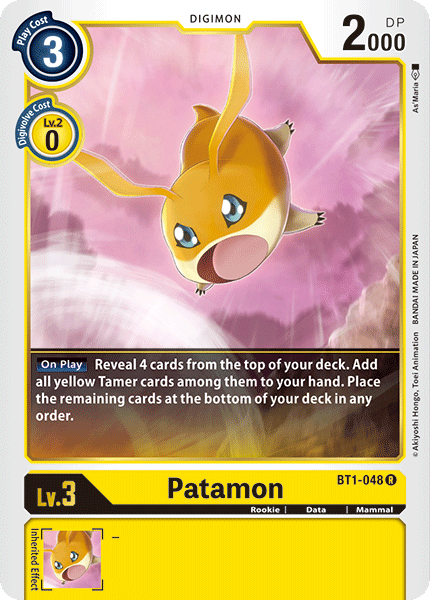 Play Cost
3
DIGIMON
DP
2000
Digivolve Cost
Lv.2
0
As'Maria
© Akiyoshi Hongo, Toei Animation BANDAI MADE IN JAPAN
On Play Reveal 4 cards from the top of your deck. Add
all yellow Tamer cards among them to your hand. Place
the remaining cards at the bottom of your deck in any
order.
Lv.3
Patamon
BT1-048 R
Rookie | Data | Mammal
Inherited Effect
–